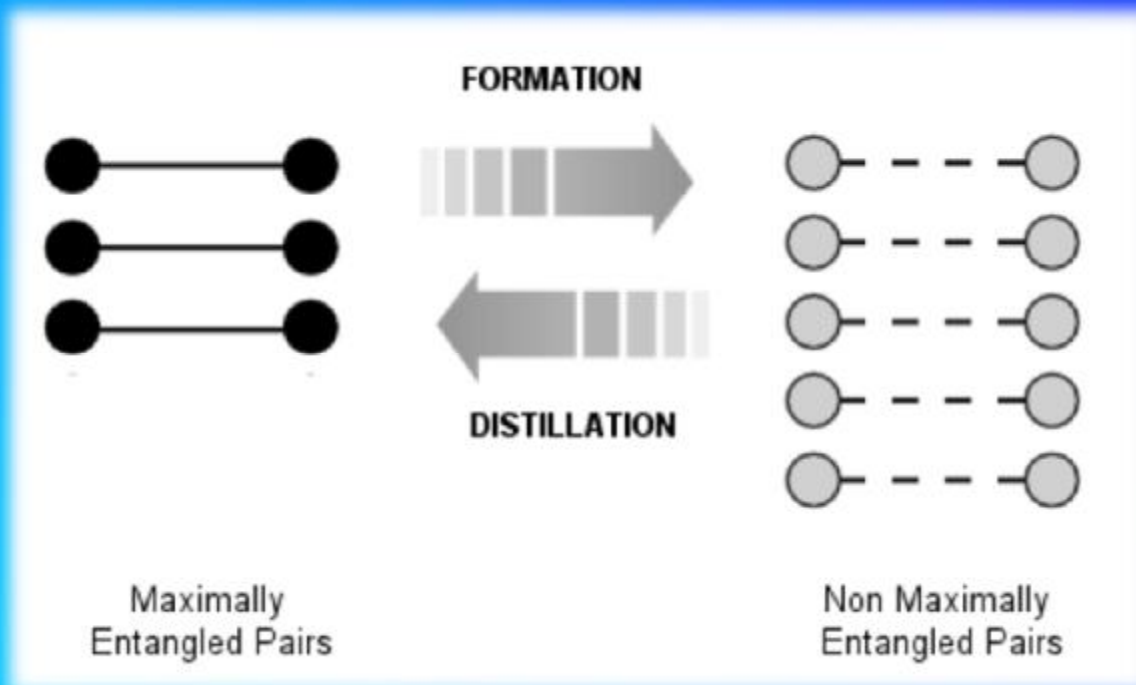 FORMATION
DISTILLATION
Maximally
Entangled Pairs
Non Maximally
Entangled Pairs